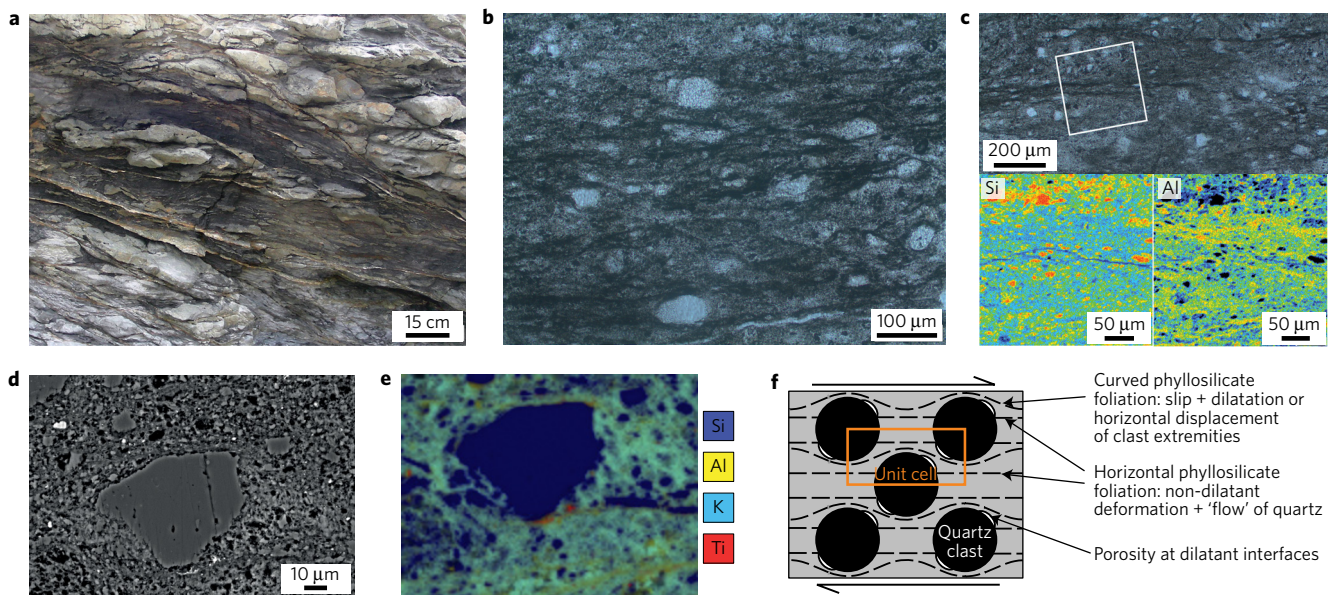 a
15 cm
b
100 μm
c
200 μm
Si
50 μm
Al
50 μm
d
10 μm
e
Si
Al
K
Ti
f
Unit cell
Quartz
clast
Curved phyllosilicate
foliation: slip + dilatation or
horizontal displacement
of clast extremities
Horizontal phyllosilicate
foliation: non-dilatant
deformation + ‘flow’ of quartz
Porosity at dilatant interfaces